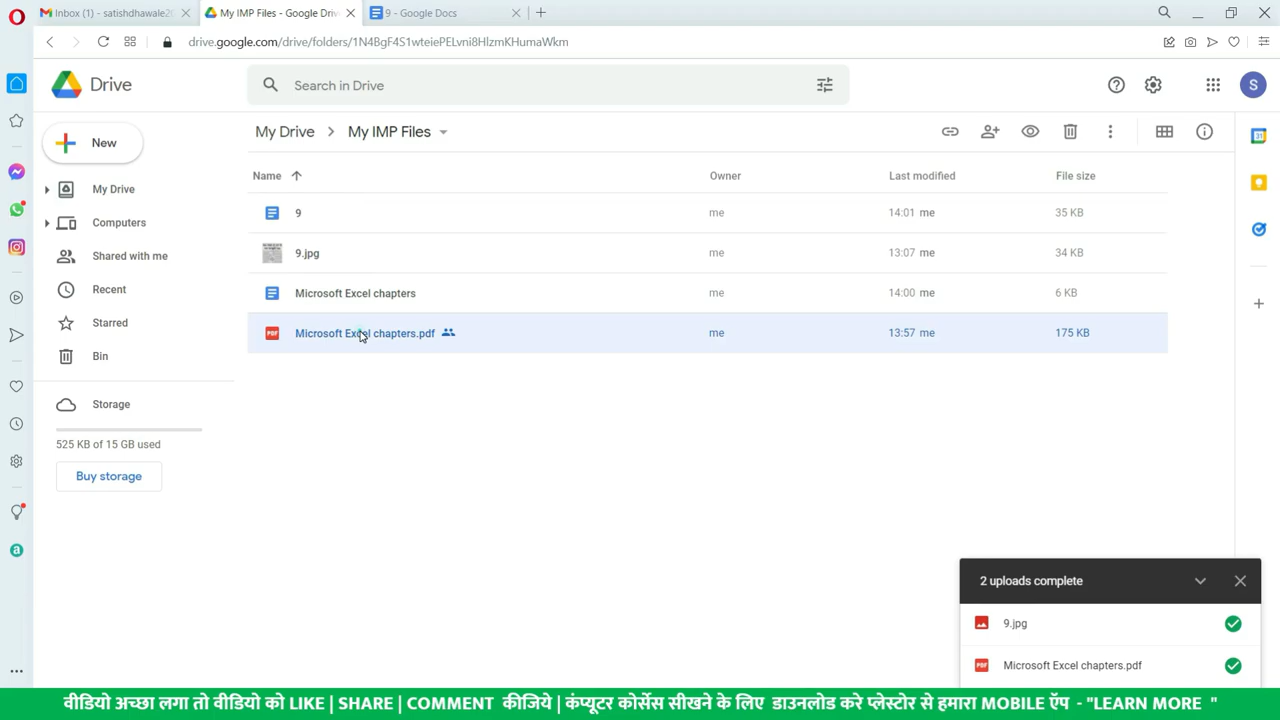 Inbox (1) - satishdhawale20
My IMP Files - Google Driv
9 - Google Docs
drive.google.com/drive/folders/1N4BgF4S1wteiePELvni8HlzmKHumaWkm
Drive
Search in Drive
S
New
My Drive
Computers
Shared with me
Recent
Starred
Bin
Storage
525 KB of 15 GB used
Buy storage
My Drive > My IMP Files
Name Owner Last modified File size
9 me 14:01 me 35 KB
9.jpg me 13:07 me 34 KB
Microsoft Excel chapters me 14:00 me 6 KB
PDF Microsoft Excel chapters.pdf me 13:57 me 175 KB
2 uploads complete
9.jpg
PDF Microsoft Excel chapters.pdf
वीडियो अच्छा लगा तो वीडियो को LIKE | SHARE | COMMENT कीजिये | कंप्यूटर कोर्सेस सीखने के लिए डाउनलोड करे प्लेस्टोर से हमारा MOBILE ऍप - "LEARN MORE "